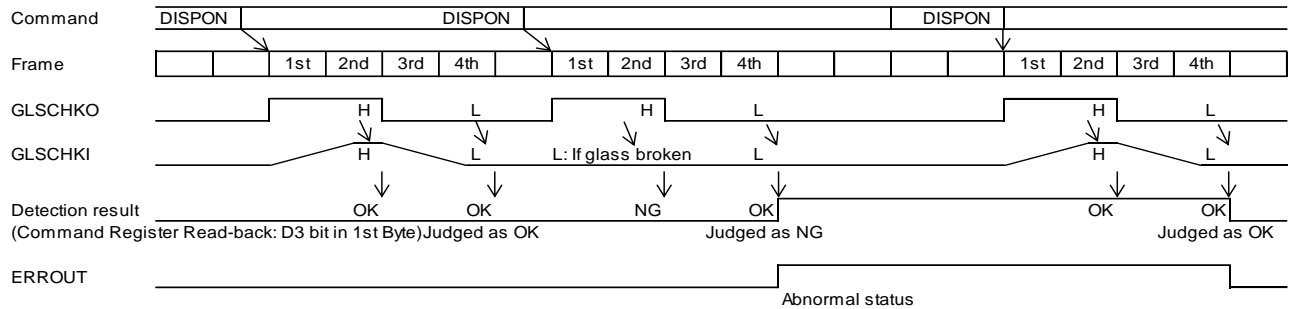 Command DISPON DISPON DISPON
Frame 1st 2nd 3rd 4th 1st 2nd 3rd 4th 1st 2nd 3rd 4th
GLSCHKO H L H L H L
GLSCHKI H L L: If glass broken L H L
Detection result OK OK NG OK OK OK
(Command Register Read-back: D3 bit in 1st Byte) Judged as OK Judged as NG Judged as OK
ERROUT
Abnormal status